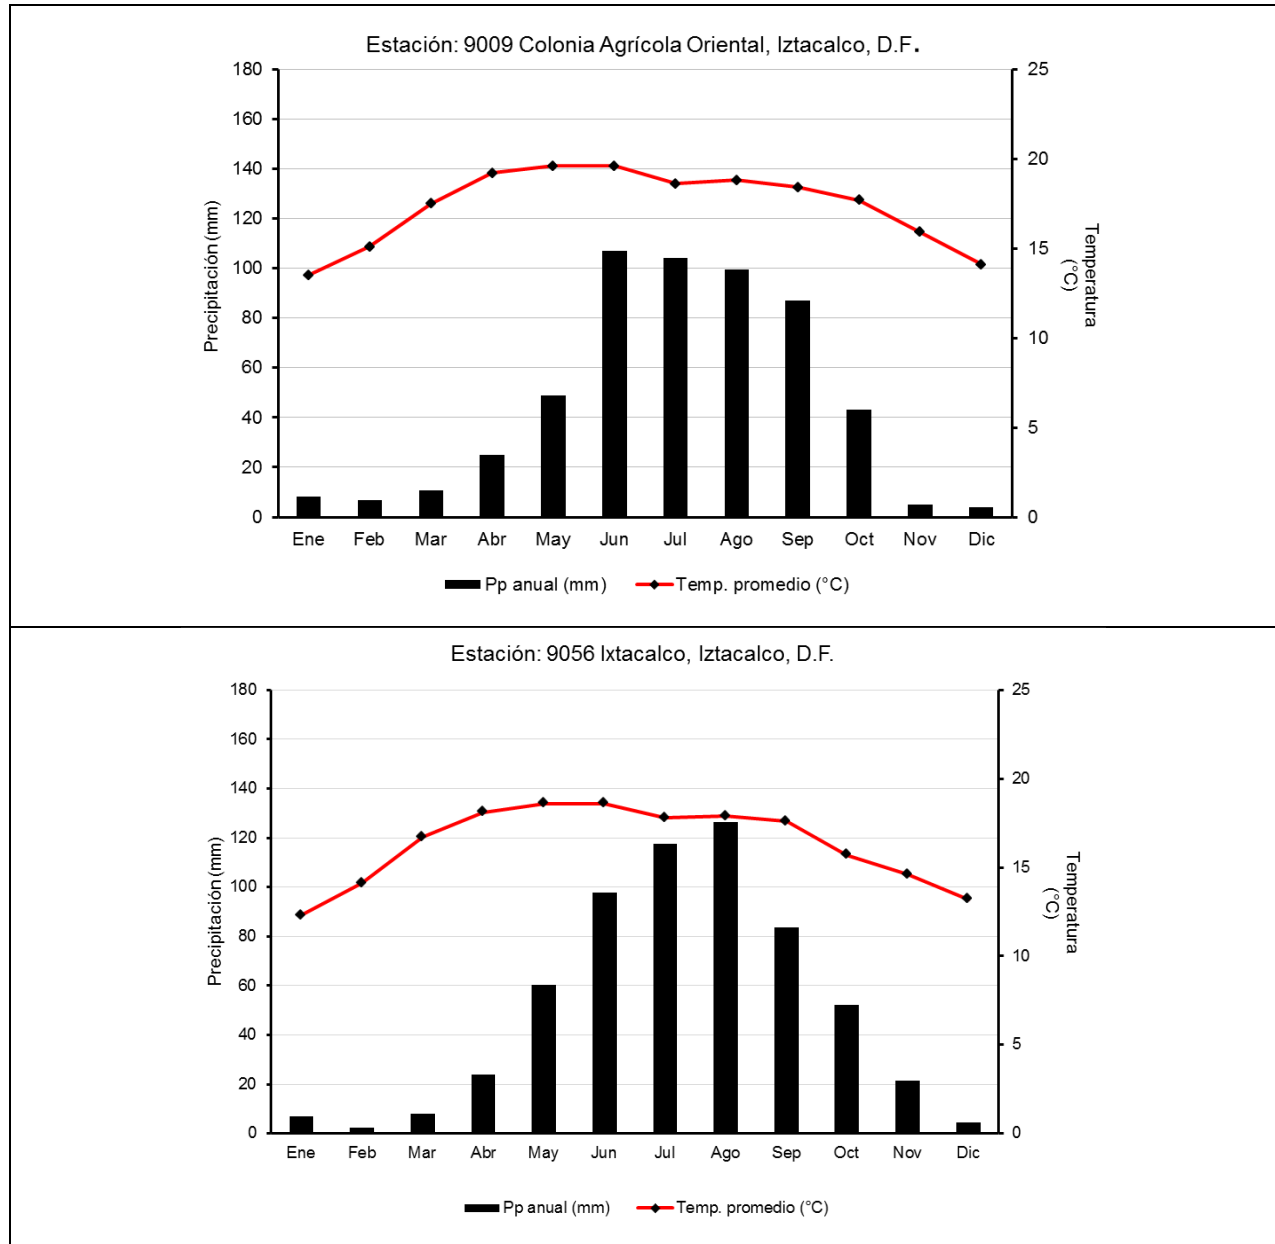 Estación: 9009 Colonia Agrícola Oriental, Iztacalco, D.F.
180
160
140
120
100
80
60
40
20
0
Precipitación (mm)
25
20
15
10
5
0
Temperatura
(°C)
Ene Feb Mar Abr May Jun Jul Ago Sep Oct Nov Dic
Pp anual (mm) Temp. promedio (°C)
Estación: 9056 Ixtacalco, Iztacalco, D.F.
180
160
140
120
100
80
60
40
20
0
Precipitación (mm)
25
20
15
10
5
0
Temperatura
(°C)
Ene Feb Mar Abr May Jun Jul Ago Sep Oct Nov Dic
Pp anual (mm) Temp. promedio (°C)